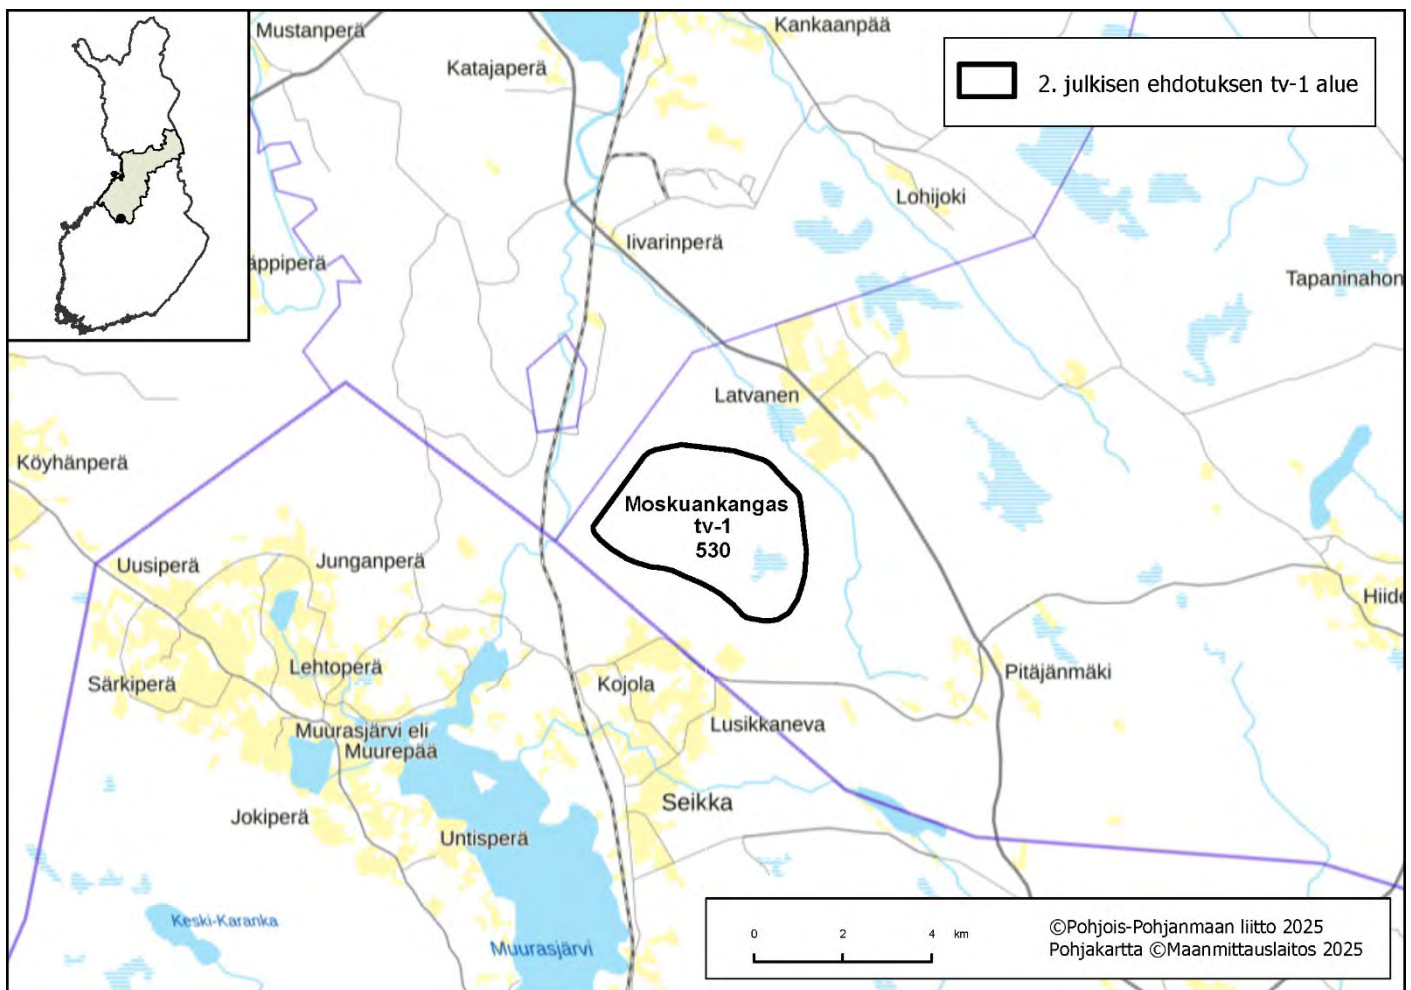 Mustanperä
Katajaperä
Kankaanpää
2. julkisen ehdotuksen tv-1 alue
Lohijoki
Iivarinperä
äppiperä
Tapaninahon
Latvanen
Köyhänperä
Moskuankangas
tv-1
530
Uusiperä
Junganperä
Hiide
Lehtoperä
Särkiperä
Kojola
Pitäjänmäki
Muurasjärvi eli
Muurepää
Lusikkaneva
Jokiperä
Seikka
Untisperä
Keski-Karanka
Muurasjärvi
0 2 4 km
©Pohjois-Pohjanmaan liitto 2025
Pohjakartta ©Maanmittauslaitos 2025